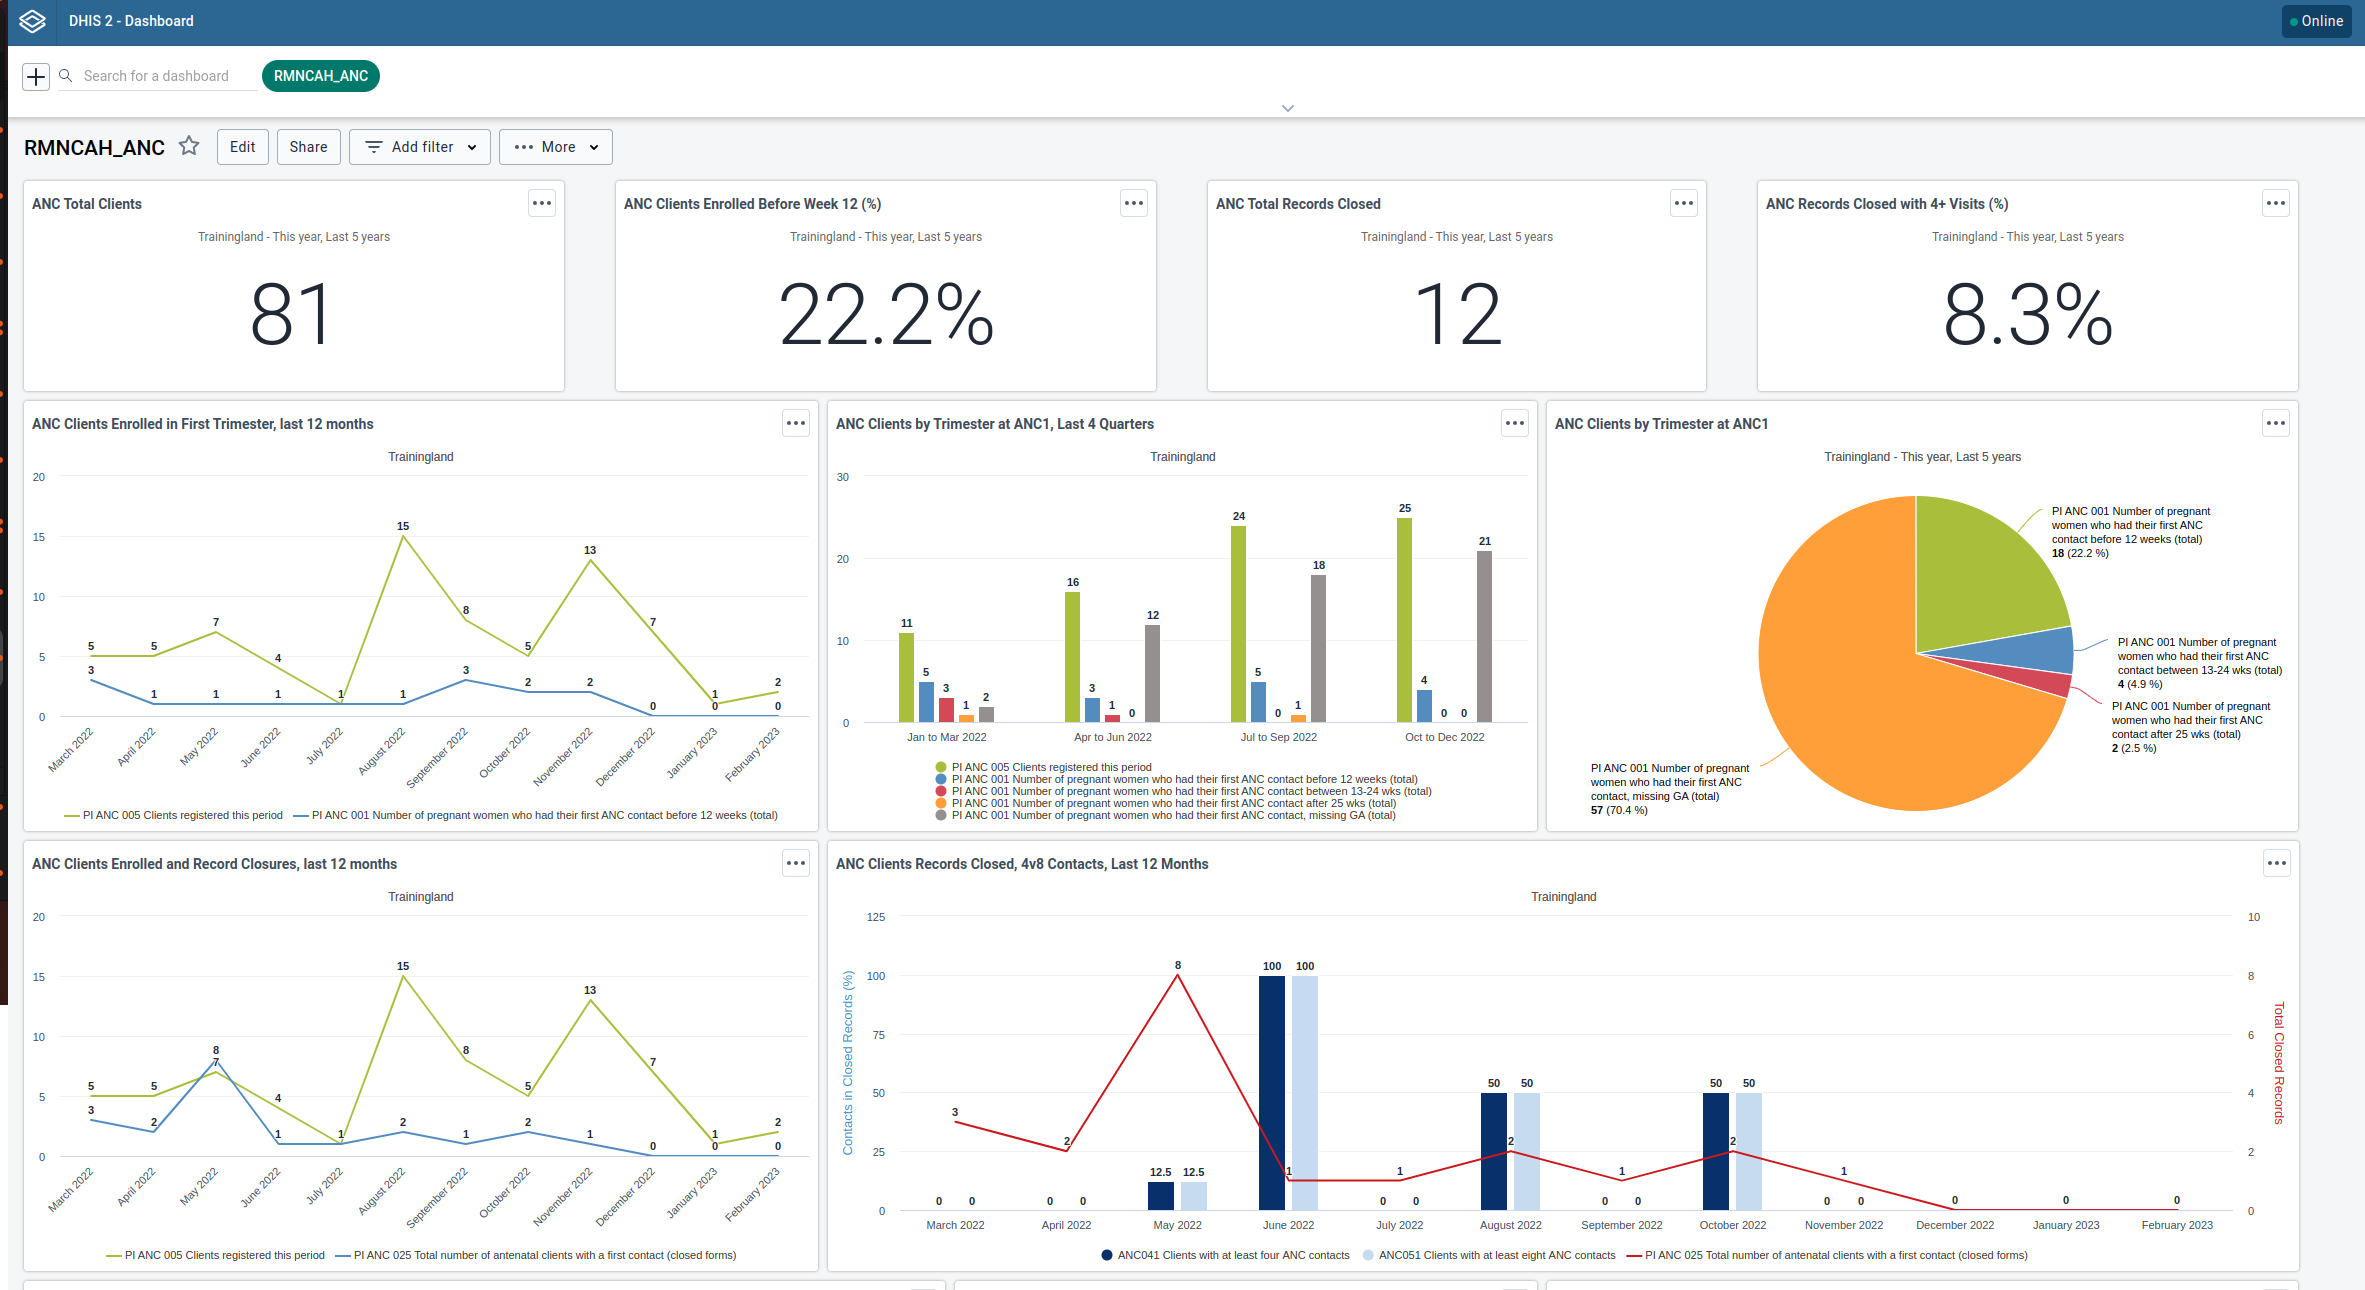 DHIS 2 - Dashboard
Online
Search for a dashboard
RMNCAH_ANC
RMNCAH_ANC
Edit
Share
Add filter
More
ANC Total Clients
Trainingland - This year, Last 5 years
81
ANC Clients Enrolled Before Week 12 (%)
Trainingland - This year, Last 5 years
22.2%
ANC Total Records Closed
Trainingland - This year, Last 5 years
12
ANC Records Closed with 4+ Visits (%)
Trainingland - This year, Last 5 years
8.3%
ANC Clients Enrolled in First Trimester, last 12 months
Trainingland
20
15
10
5
0
5 5 7 4 1 15 8 5 13 7 1 2
3 1 1 1 1 3 2 2 0 0 0
March 2022 April 2022 May 2022 June 2022 July 2022 August 2022 September 2022 October 2022 November 2022 December 2022 January 2023 February 2023
PI ANC 005 Clients registered this period PI ANC 001 Number of pregnant women who had their first ANC contact before 12 weeks (total)
ANC Clients by Trimester at ANC1, Last 4 Quarters
Trainingland
30
20
10
0
11 5 3 1 2
16 3 1 0 12
24 5 0 1 18
25 4 0 0 21
Jan to Mar 2022 Apr to Jun 2022 Jul to Sep 2022 Oct to Dec 2022
PI ANC 005 Clients registered this period
PI ANC 001 Number of pregnant women who had their first ANC contact before 12 weeks (total)
PI ANC 001 Number of pregnant women who had their first ANC contact between 13-24 wks (total)
PI ANC 001 Number of pregnant women who had their first ANC contact after 25 wks (total)
PI ANC 001 Number of pregnant women who had their first ANC contact, missing GA (total)
ANC Clients by Trimester at ANC1
Trainingland - This year, Last 5 years
PI ANC 001 Number of pregnant
women who had their first ANC
contact before 12 weeks (total)
18 (22.2 %)
PI ANC 001 Number of pregnant
women who had their first ANC
contact between 13-24 wks (total)
4 (4.9 %)
PI ANC 001 Number of pregnant
women who had their first ANC
contact after 25 wks (total)
2 (2.5 %)
PI ANC 001 Number of pregnant
women who had their first ANC
contact, missing GA (total)
57 (70.4 %)
ANC Clients Enrolled and Record Closures, last 12 months
Trainingland
20
15
10
5
0
5 5 7 4 1 15 8 5 13 7 1 2
3 2 8 1 2 1 2 1 0 0 0
March 2022 April 2022 May 2022 June 2022 July 2022 August 2022 September 2022 October 2022 November 2022 December 2022 January 2023 February 2023
PI ANC 005 Clients registered this period PI ANC 025 Total number of antenatal clients with a first contact (closed forms)
ANC Clients Records Closed, 4v8 Contacts, Last 12 Months
Trainingland
Contacts in Closed Records (%)
125
100
75
50
25
0
3 2 8 1 1 2 1 2 1 0 0 0
0 0 0 0 12.5 12.5 100 100 0 0 50 50 0 0 50 50 0 0
10
8
6
4
2
0
Total Closed Records
March 2022 April 2022 May 2022 June 2022 July 2022 August 2022 September 2022 October 2022 November 2022 December 2022 January 2023 February 2023
ANC041 Clients with at least four ANC contacts ANC051 Clients with at least eight ANC contacts PI ANC 025 Total number of antenatal clients with a first contact (closed forms)